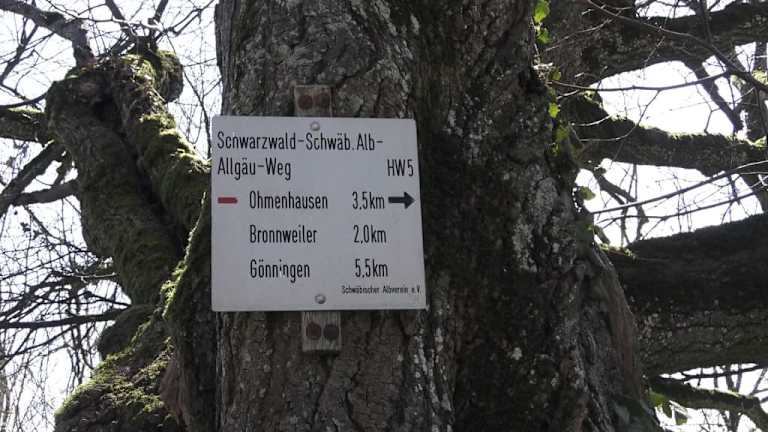 Schwarzwald-Schwäb.Alb-
Allgäu-Weg HW5
Ohmenhausen 3,5km
Bronnweiler 2,0km
Gönningen 5,5km
Schwäbischer Albverein e.V.